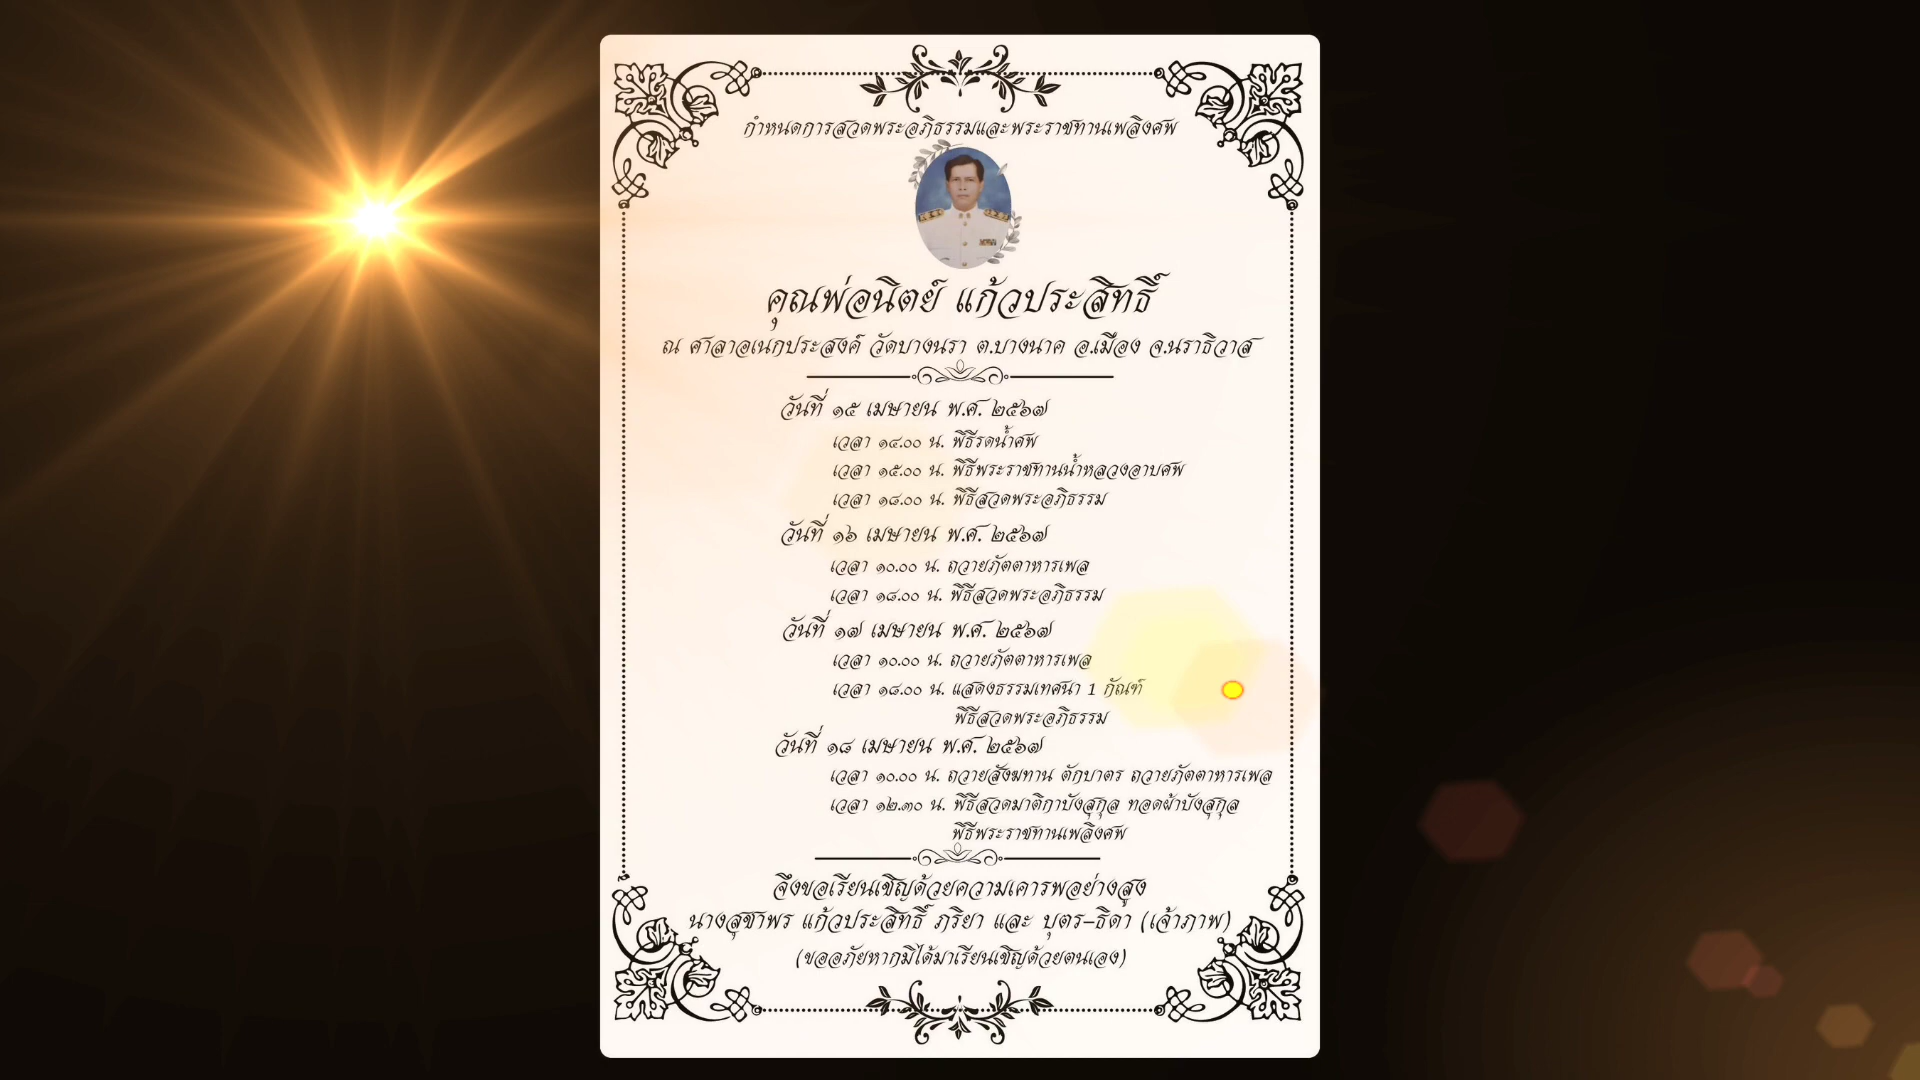 กำหนดการสวดพระอภิธรรมและพระราชทานเพลิงศพ
คุณพ่อนิตย์ แก้วประสิทธิ์
ณ ศาลาอเนกประสงค์ วัดบางนรา ต.บางนาค อ.เมือง จ.นราธิวาส
วันที่ ๑๕ เมษายน พ.ศ. ๒๕๖๗
เวลา ๑๔.๐๐ น. พิธีรดน้ำศพ
เวลา ๑๕.๐๐ น. พิธีพระราชทานน้ำหลวงอาบศพ
เวลา ๑๘.๐๐ น. พิธีสวดพระอภิธรรม
วันที่ ๑๖ เมษายน พ.ศ. ๒๕๖๗
เวลา ๑๐.๐๐ น. ถวายภัตตาหารเพล
เวลา ๑๘.๐๐ น. พิธีสวดพระอภิธรรม
วันที่ ๑๗ เมษายน พ.ศ. ๒๕๖๗
เวลา ๑๐.๐๐ น. ถวายภัตตาหารเพล
เวลา ๑๘.๐๐ น. แสดงธรรมเทศนา 1 กัณฑ์
พิธีสวดพระอภิธรรม
วันที่ ๑๘ เมษายน พ.ศ. ๒๕๖๗
เวลา ๑๐.๐๐ น. ถวายสังฆทาน ตักบาตร ถวายภัตตาหารเพล
เวลา ๑๒.๓๐ น. พิธีสวดมาติกาบังสุกุล ทอดผ้าบังสุกุล
พิธีพระราชทานเพลิงศพ
จึงขอเรียนเชิญด้วยความเคารพอย่างสูง
นางสุชาพร แก้วประสิทธิ์ ภริยา และ บุตร-ธิดา (เจ้าภาพ)
(ขออภัยหากมิได้มาเรียนเชิญด้วยตนเอง)